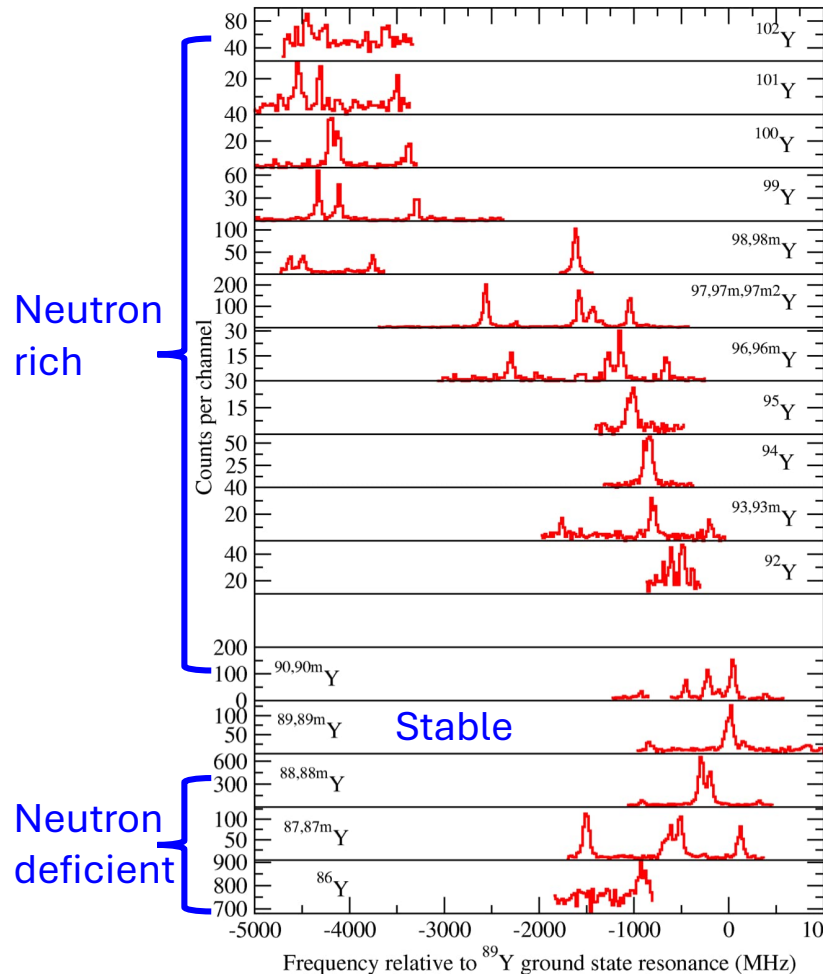 80
40
102Y
20
40
101Y
20
0
100Y
60
30
99Y
100
50
98,98mY
200
100
97,97m,97m2Y
30
15
30
96,96mY
15
95Y
50
25
40
94Y
20
93,93mY
40
20
92Y
200
100
0
90,90mY
100
50
89,89mY
Stable
600
300
88,88mY
100
50
87,87mY
900
800
700
86Y
Neutron
rich
Neutron
deficient
Counts per channel
-5000 -4000 -3000 -2000 -1000 0 10
Frequency relative to 89Y ground state resonance (MHz)